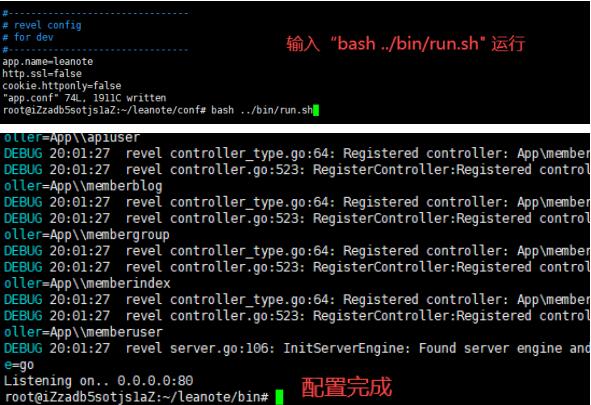 #-------------------------------
# revel config
# for dev
#-------------------------------
输入“bash ../bin/run.sh" 运行
app.name=leanote
http.ssl=false
cookie.httponly=false
"app.conf" 74L, 1911C written
root@iZzadb5sotjs1aZ:~/leanote/conf# bash ../bin/run.sh
oller=App\\apiuser
DEBUG 20:01:27 revel controller_type.go:64: Registered controller: App\member
DEBUG 20:01:27 revel controller.go:523: RegisterController:Registered control
oller=App\\memberblog
DEBUG 20:01:27 revel controller_type.go:64: Registered controller: App\member
DEBUG 20:01:27 revel controller.go:523: RegisterController:Registered control
oller=App\\membergroup
DEBUG 20:01:27 revel controller_type.go:64: Registered controller: App\member
DEBUG 20:01:27 revel controller.go:523: RegisterController:Registered control
oller=App\\memberindex
DEBUG 20:01:27 revel controller_type.go:64: Registered controller: App\member
DEBUG 20:01:27 revel controller.go:523: RegisterController:Registered control
oller=App\\memberuser
DEBUG 20:01:27 revel server.go:106: InitServerEngine: Found server engine and
e=go
Listening on.. 0.0.0.0:80
root@iZzadb5sotjs1aZ:~/leanote/bin#
配置完成